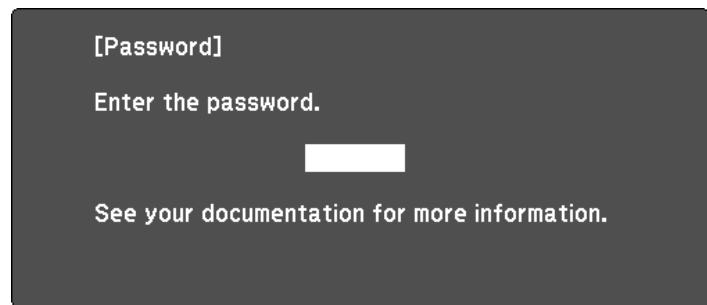 [Password]
Enter the password.
See your documentation for more information.